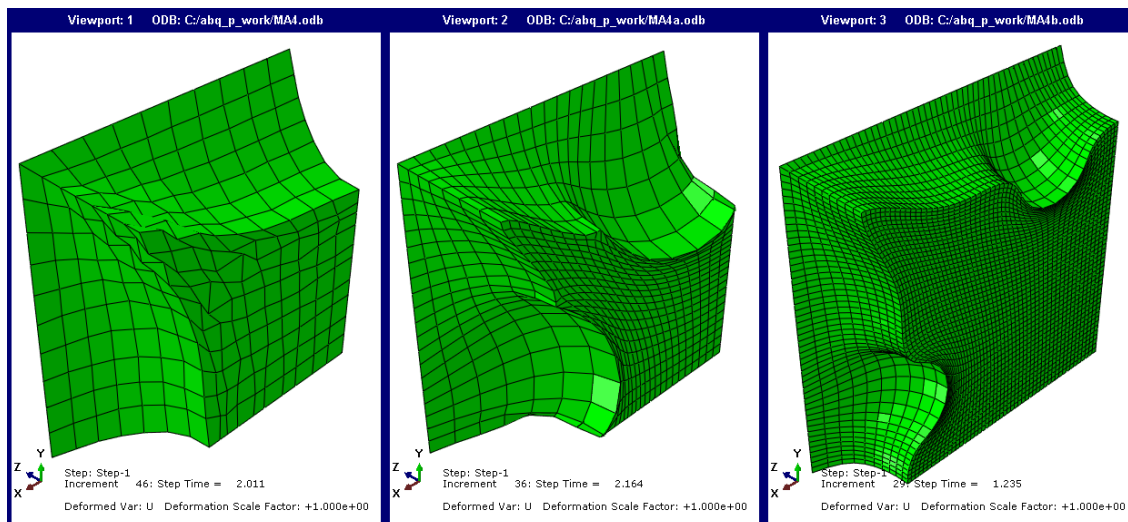 Viewport: 1 ODB: C:/abq_p_work/MA4.odb
Y
Z
X
Step: Step-1
Increment 46: Step Time = 2.011
Deformed Var: U Deformation Scale Factor: +1.000e+00
Viewport: 2 ODB: C:/abq_p_work/MA4a.odb
Y
Z
X
Step: Step-1
Increment 36: Step Time = 2.164
Deformed Var: U Deformation Scale Factor: +1.000e+00
Viewport: 3 ODB: C:/abq_p_work/MA4b.odb
Y
Z
X
Step: Step-1
Increment 29: Step Time = 1.235
Deformed Var: U Deformation Scale Factor: +1.000e+00